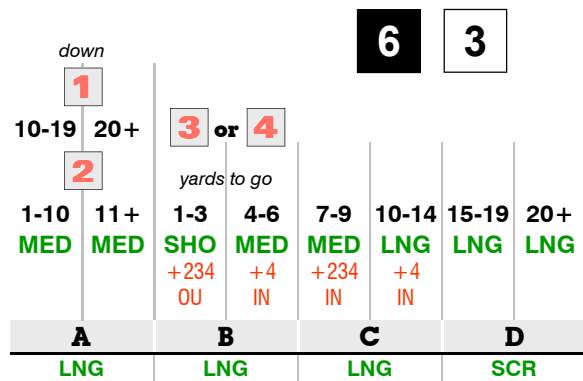 6 3
down
1
10-19 20+ 3 or 4
2
yards to go
1-10 11+ 1-3 4-6 7-9 10-14 15-19 20+
MED MED SHO MED MED LNG LNG LNG
+234 +4 +234 +4
OU IN IN IN
A B C D
LNG LNG LNG SCR